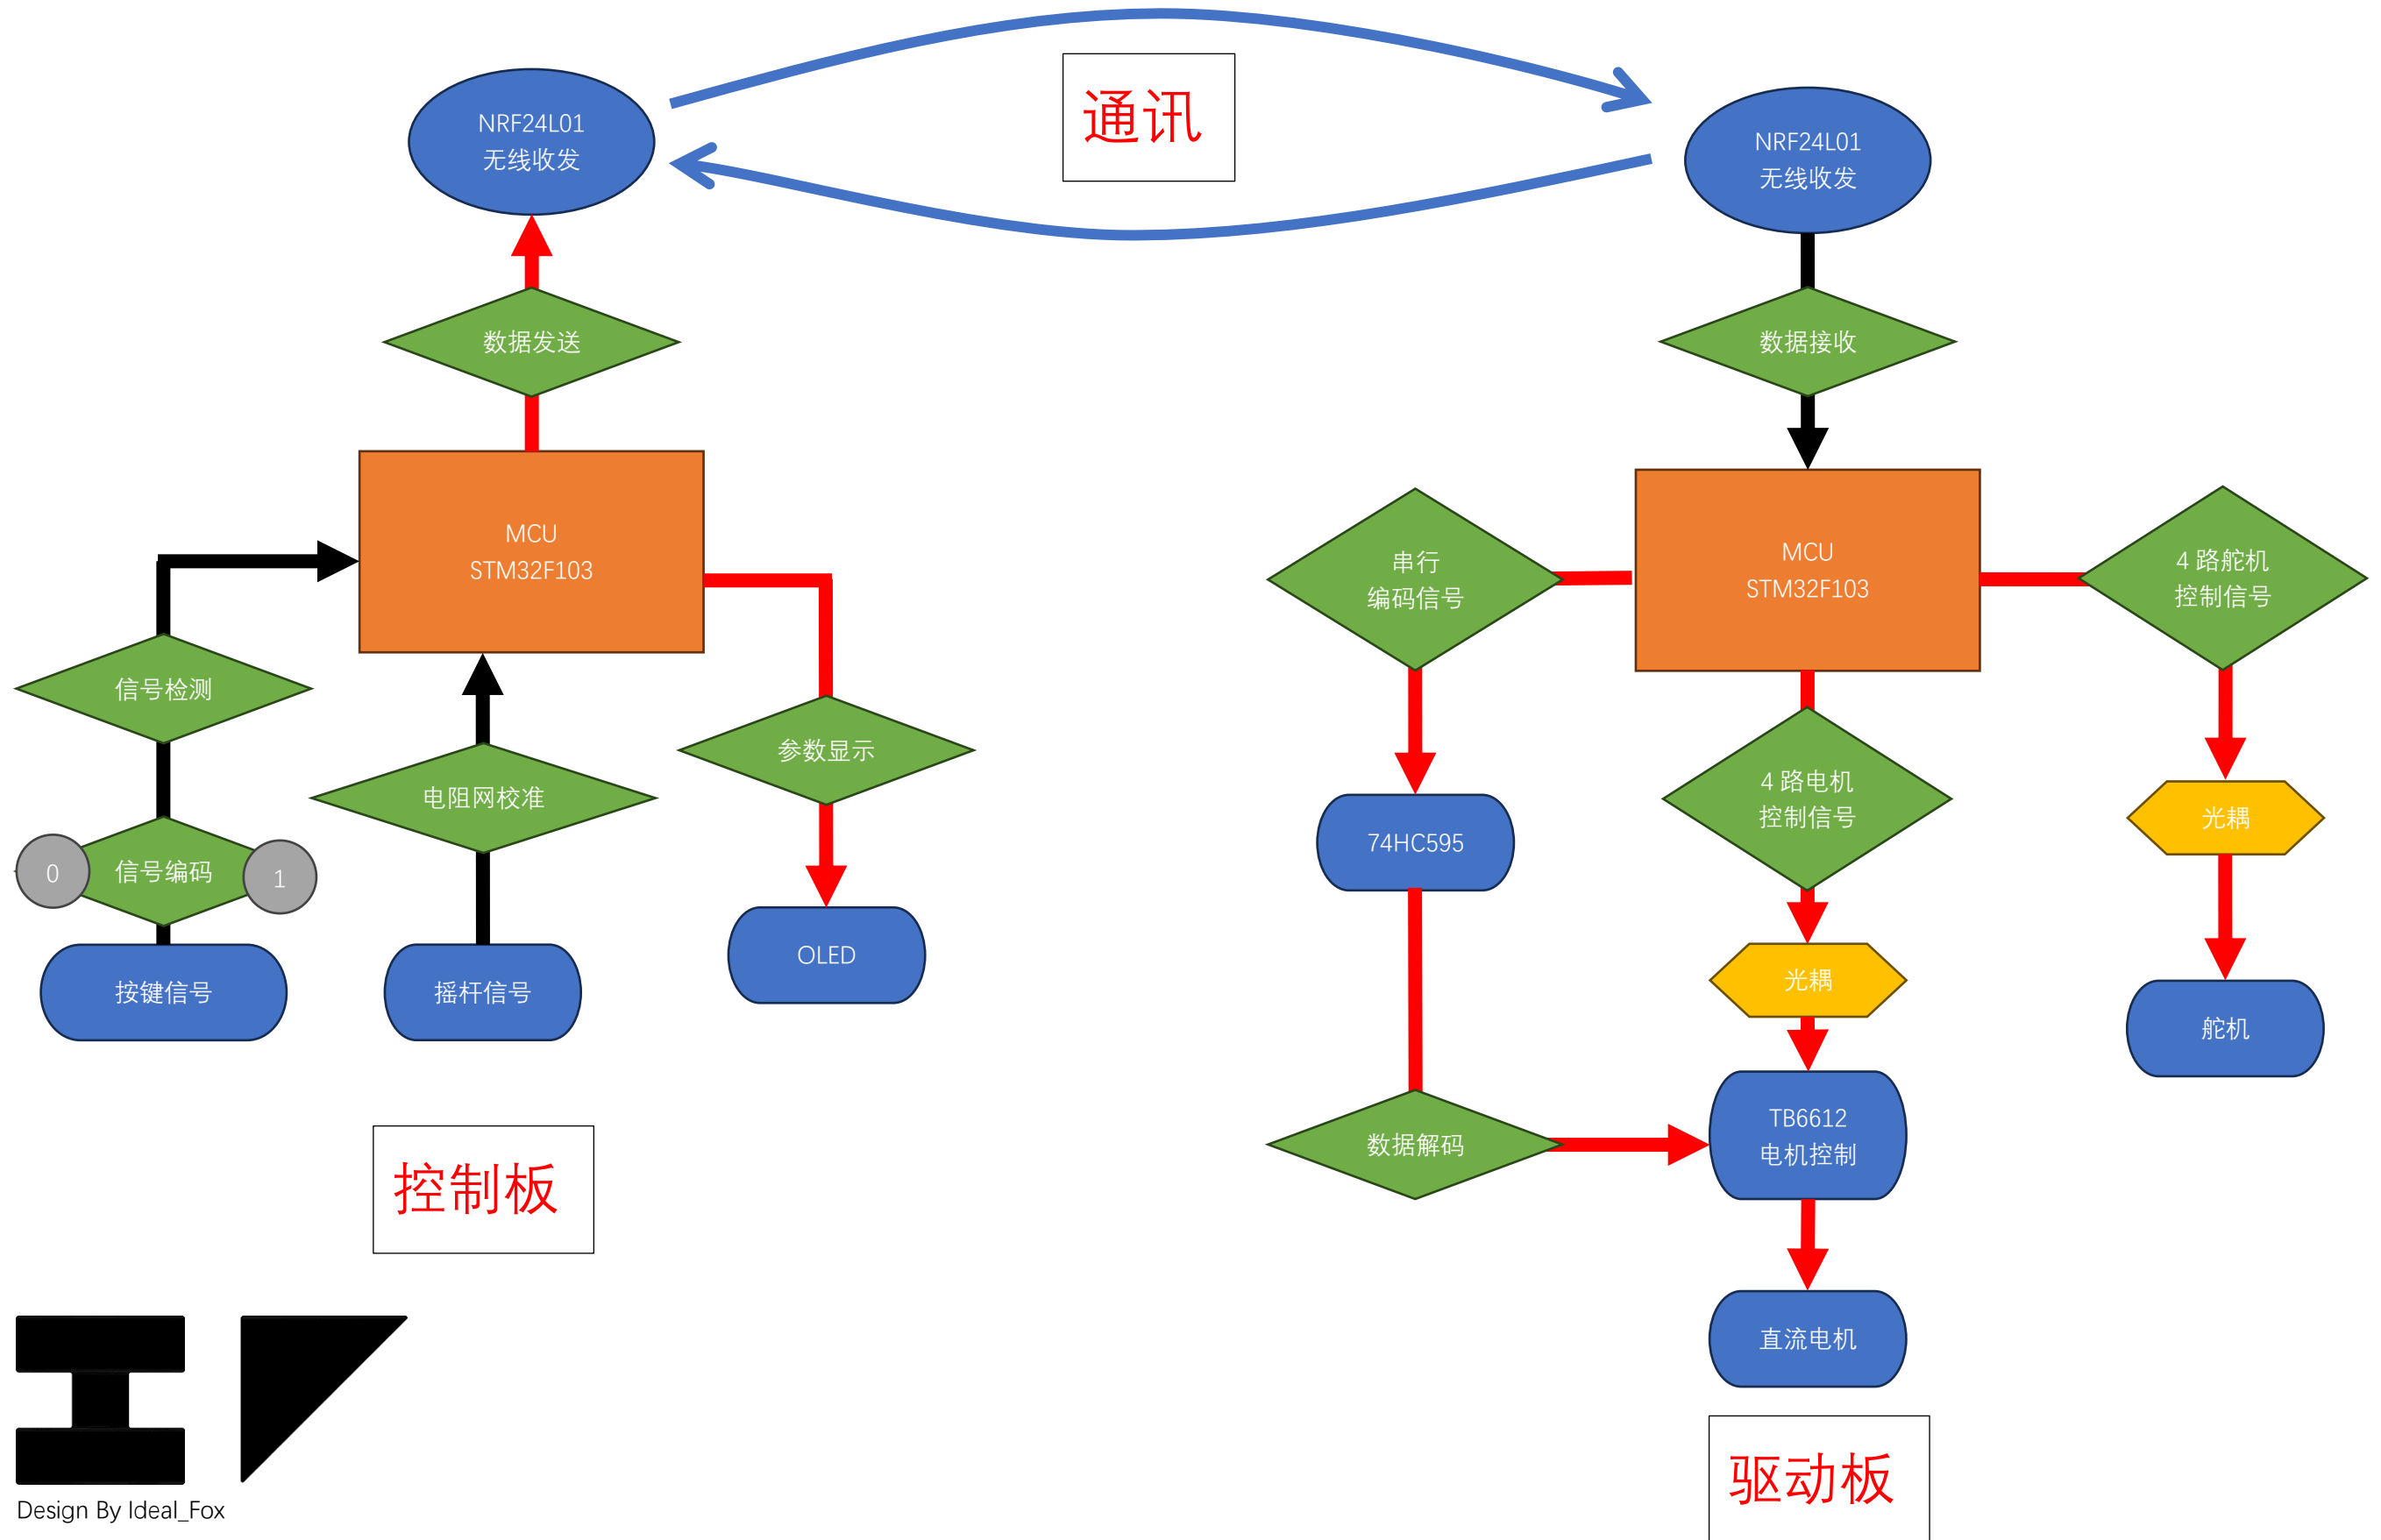 通讯
NRF24L01
无线收发
NRF24L01
无线收发
数据发送
数据接收
MCU
STM32F103
MCU
STM32F103
串行
编码信号
4 路舵机
控制信号
信号检测
电阻网校准
参数显示
4 路电机
控制信号
光耦
74HC595
0
信号编码
1
OLED
光耦
按键信号
摇杆信号
舵机
TB6612
电机控制
数据解码
控制板
直流电机
驱动板
Design By Ideal_Fox